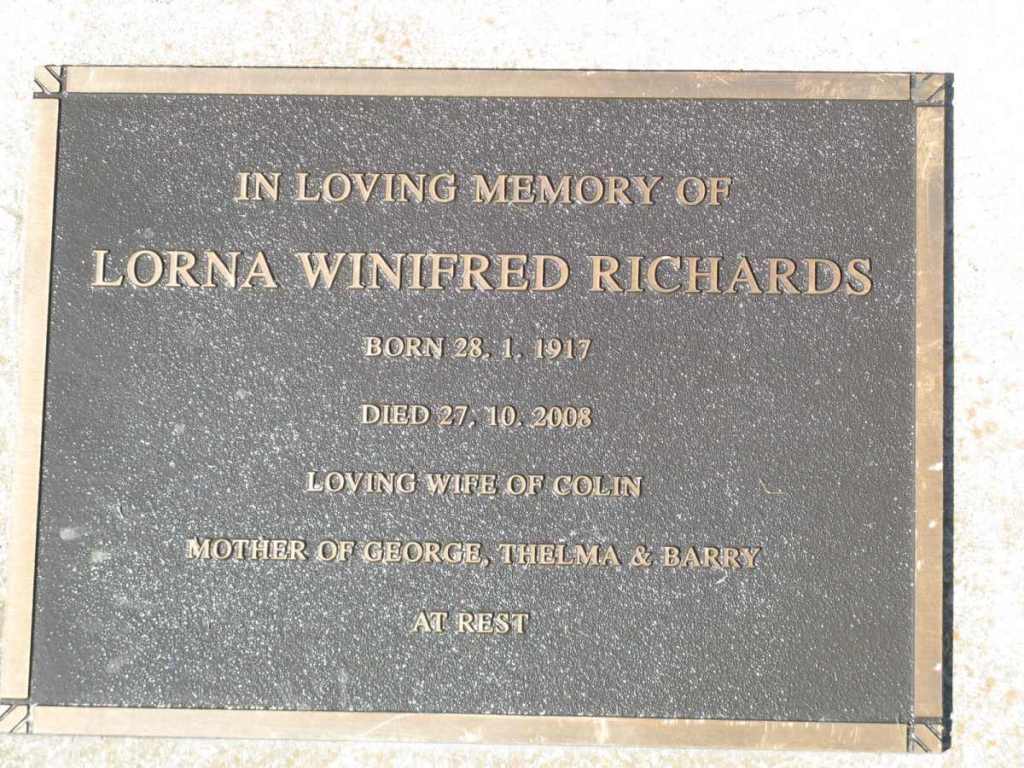 IN LOVING MEMORY OF
LORNA WINIFRED RICHARDS
BORN 28. 1. 1917
DIED 27. 10. 2008
LOVING WIFE OF COLIN
MOTHER OF GEORGE, THELMA & BARRY
AT REST